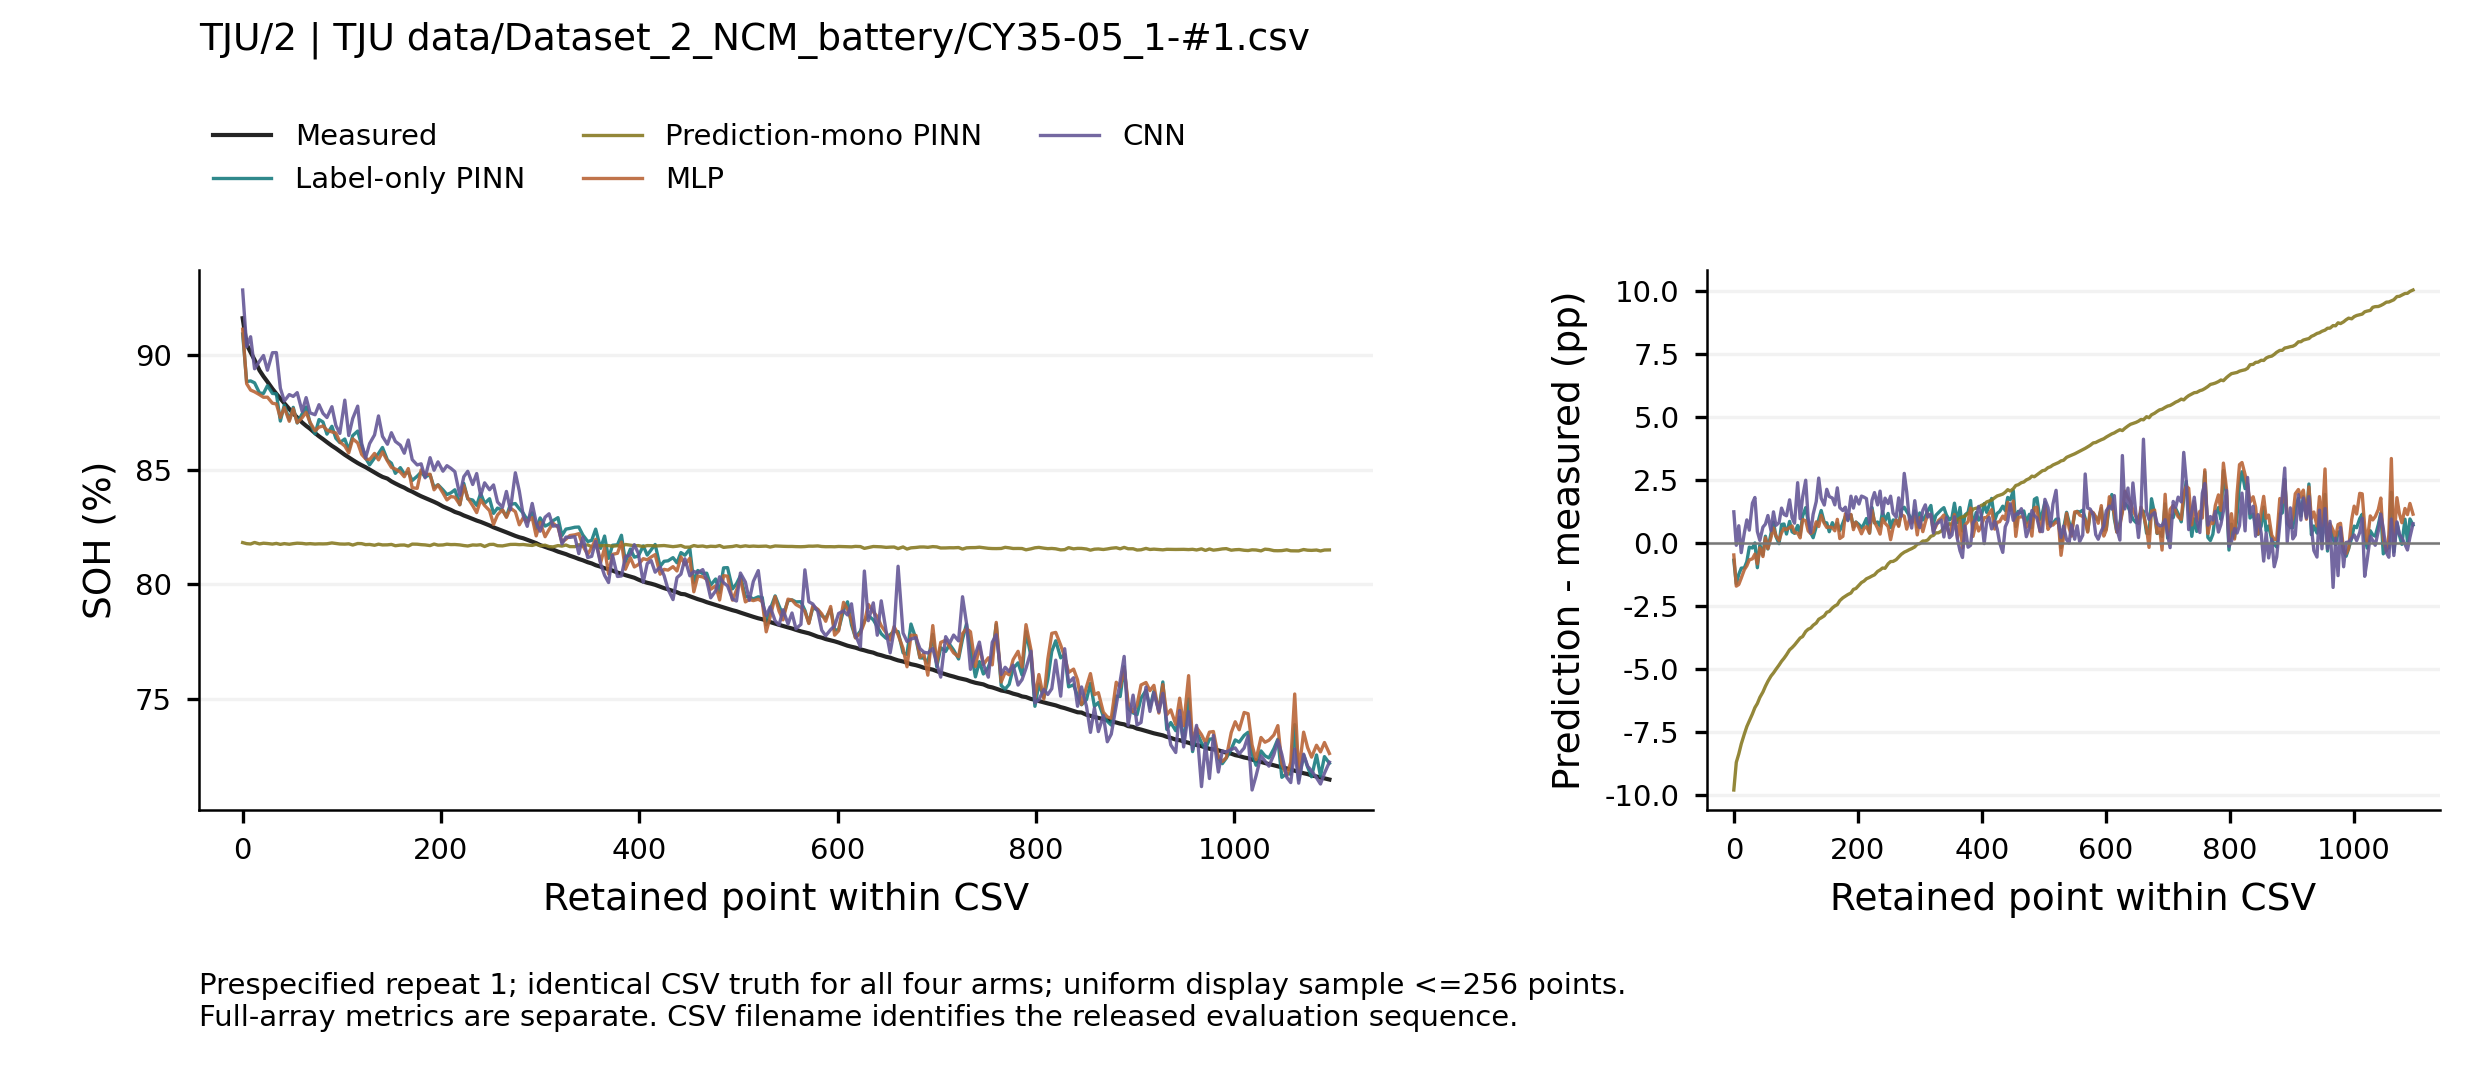 TJU/2 | TJU data/Dataset_2_NCM_battery/CY35-05_1-#1.csv
Measured
Label-only PINN
Prediction-mono PINN
MLP
CNN
SOH (%)
90
85
80
75
0 200 400 600 800 1000
Retained point within CSV
Prediction - measured (pp)
10.0
7.5
5.0
2.5
0.0
-2.5
-5.0
-7.5
-10.0
0 200 400 600 800 1000
Retained point within CSV
Prespecified repeat 1; identical CSV truth for all four arms; uniform display sample <=256 points.
Full-array metrics are separate. CSV filename identifies the released evaluation sequence.